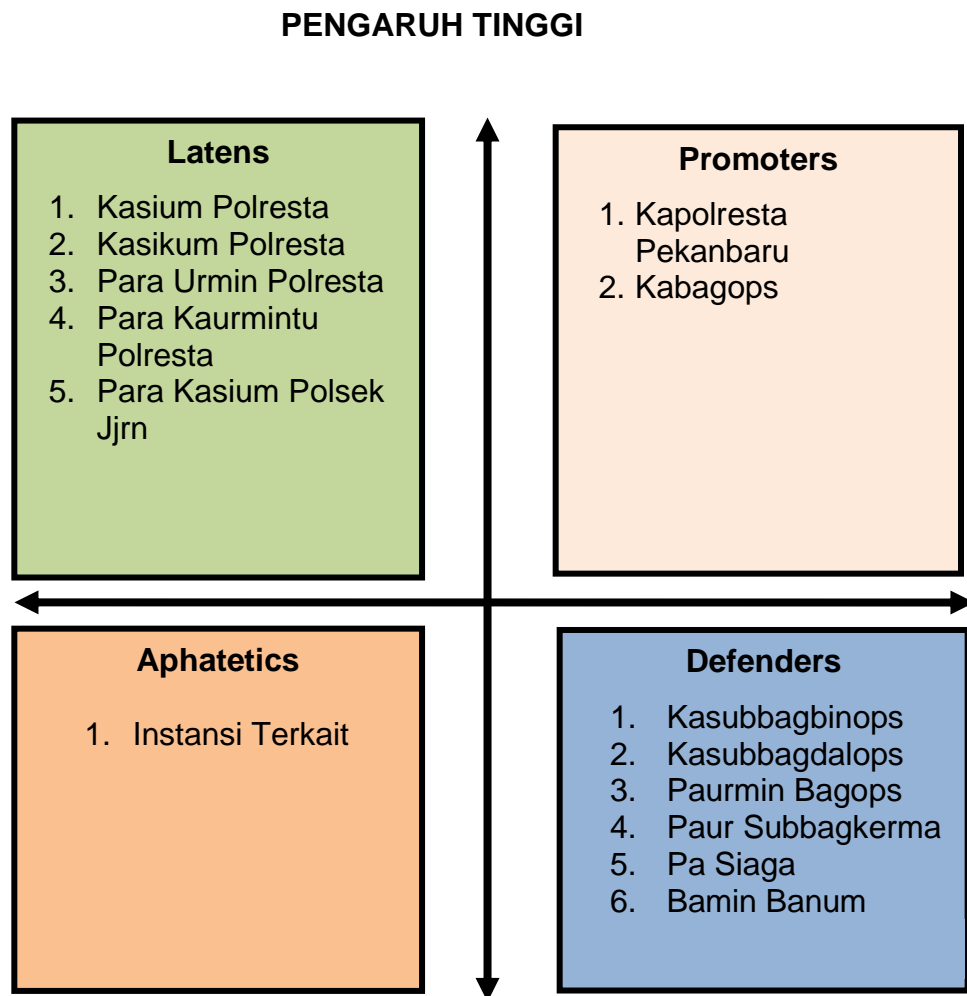 PENGARUH TINGGI
Latens
1. Kasium Polresta
2. Kasikum Polresta
3. Para Urmin Polresta
4. Para Kaurmintu
Polresta
5. Para Kasium Polsek
Jjrn
Promoters
1. Kapolresta
Pekanbaru
2. Kabagops
Aphatetics
1. Instansi Terkait
Defenders
1. Kasubbagbinops
2. Kasubbagdalops
3. Paurmin Bagops
4. Paur Subbagkerma
5. Pa Siaga
6. Bamin Banum